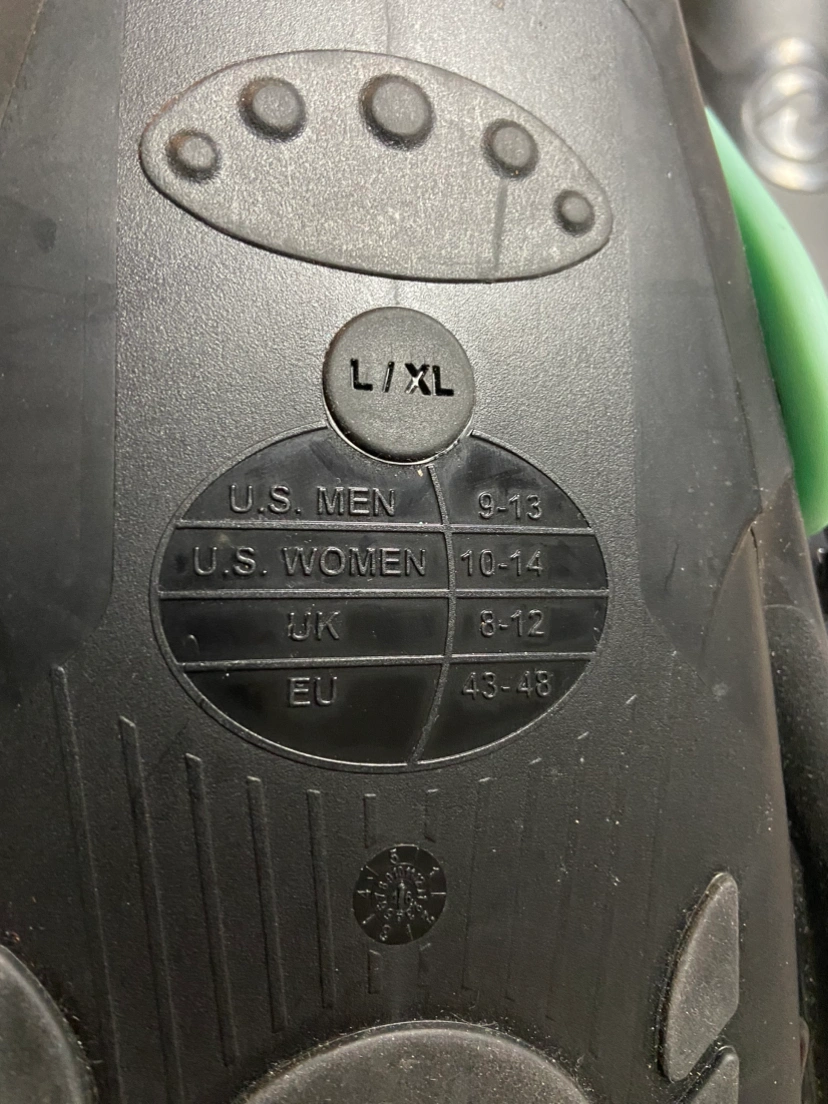 L/XL
U.S. MEN 9-13
U.S. WOMEN 10-14
UK 8-12
EU 43-48